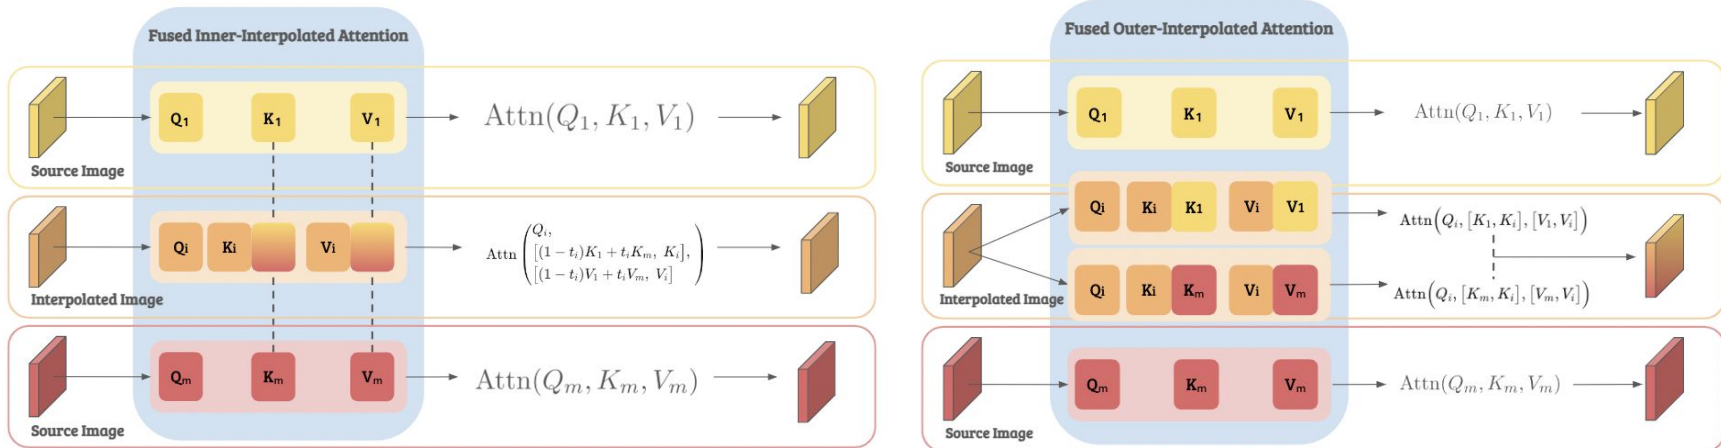 Fused Inner-Interpolated Attention
Q₁ K₁ V₁
Attn(Q₁, K₁, V₁)
Source Image
Qᵢ Kᵢ Vᵢ
Attn ( Qᵢ,
[(1 − tᵢ)K₁ + tᵢKₘ, Kᵢ],
[(1 − tᵢ)V₁ + tᵢVₘ, Vᵢ] )
Interpolated Image
Qₘ Kₘ Vₘ
Attn(Qₘ, Kₘ, Vₘ)
Source Image
Fused Outer-Interpolated Attention
Q₁ K₁ V₁
Attn(Q₁, K₁, V₁)
Source Image
Qi Ki K1 Vi V1
Attn(Qᵢ, [K₁, Kᵢ], [V₁, Vᵢ])
Qi Ki Kₘ Vi Vₘ
Attn(Qᵢ, [Kₘ, Kᵢ], [Vₘ, Vᵢ])
Interpolated Image
Qₘ Kₘ Vₘ
Attn(Qₘ, Kₘ, Vₘ)
Source Image